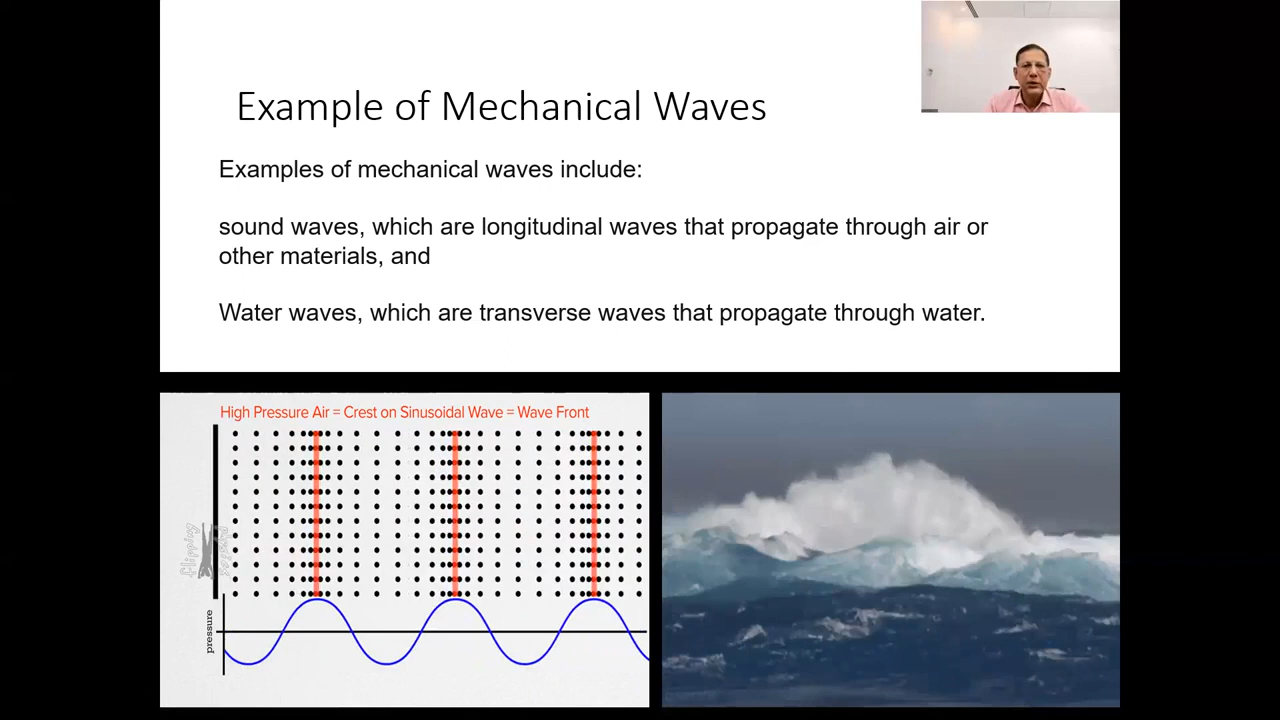 Example of Mechanical Waves
Examples of mechanical waves include:
sound waves, which are longitudinal waves that propagate through air or
other materials, and
Water waves, which are transverse waves that propagate through water.
High Pressure Air = Crest on Sinusoidal Wave = Wave Front
flipping
physics
pressure